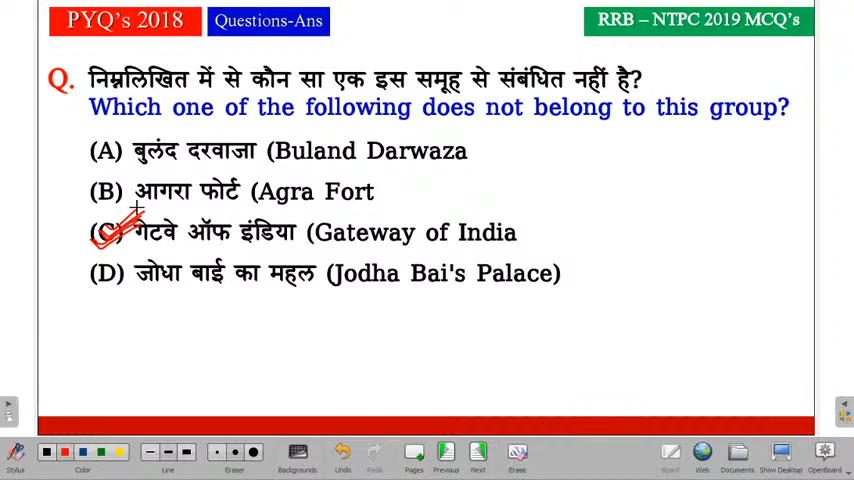 PYQ's 2018
Questions-Ans
RRB – NTPC 2019 MCQ's
Q. निम्नलिखित में से कौन सा एक इस समूह से संबंधित नहीं है?
Which one of the following does not belong to this group?
(A) बुलंद दरवाजा (Buland Darwaza
(B) आगरा फोर्ट (Agra Fort
(C) गेटवे ऑफ इंडिया (Gateway of India
(D) जोधा बाई का महल (Jodha Bai's Palace)
Stylus Color Line Eraser Backgrounds Undo Redo Pages Previous Next Erase Board Web Documents Show Desktop OpenBoard